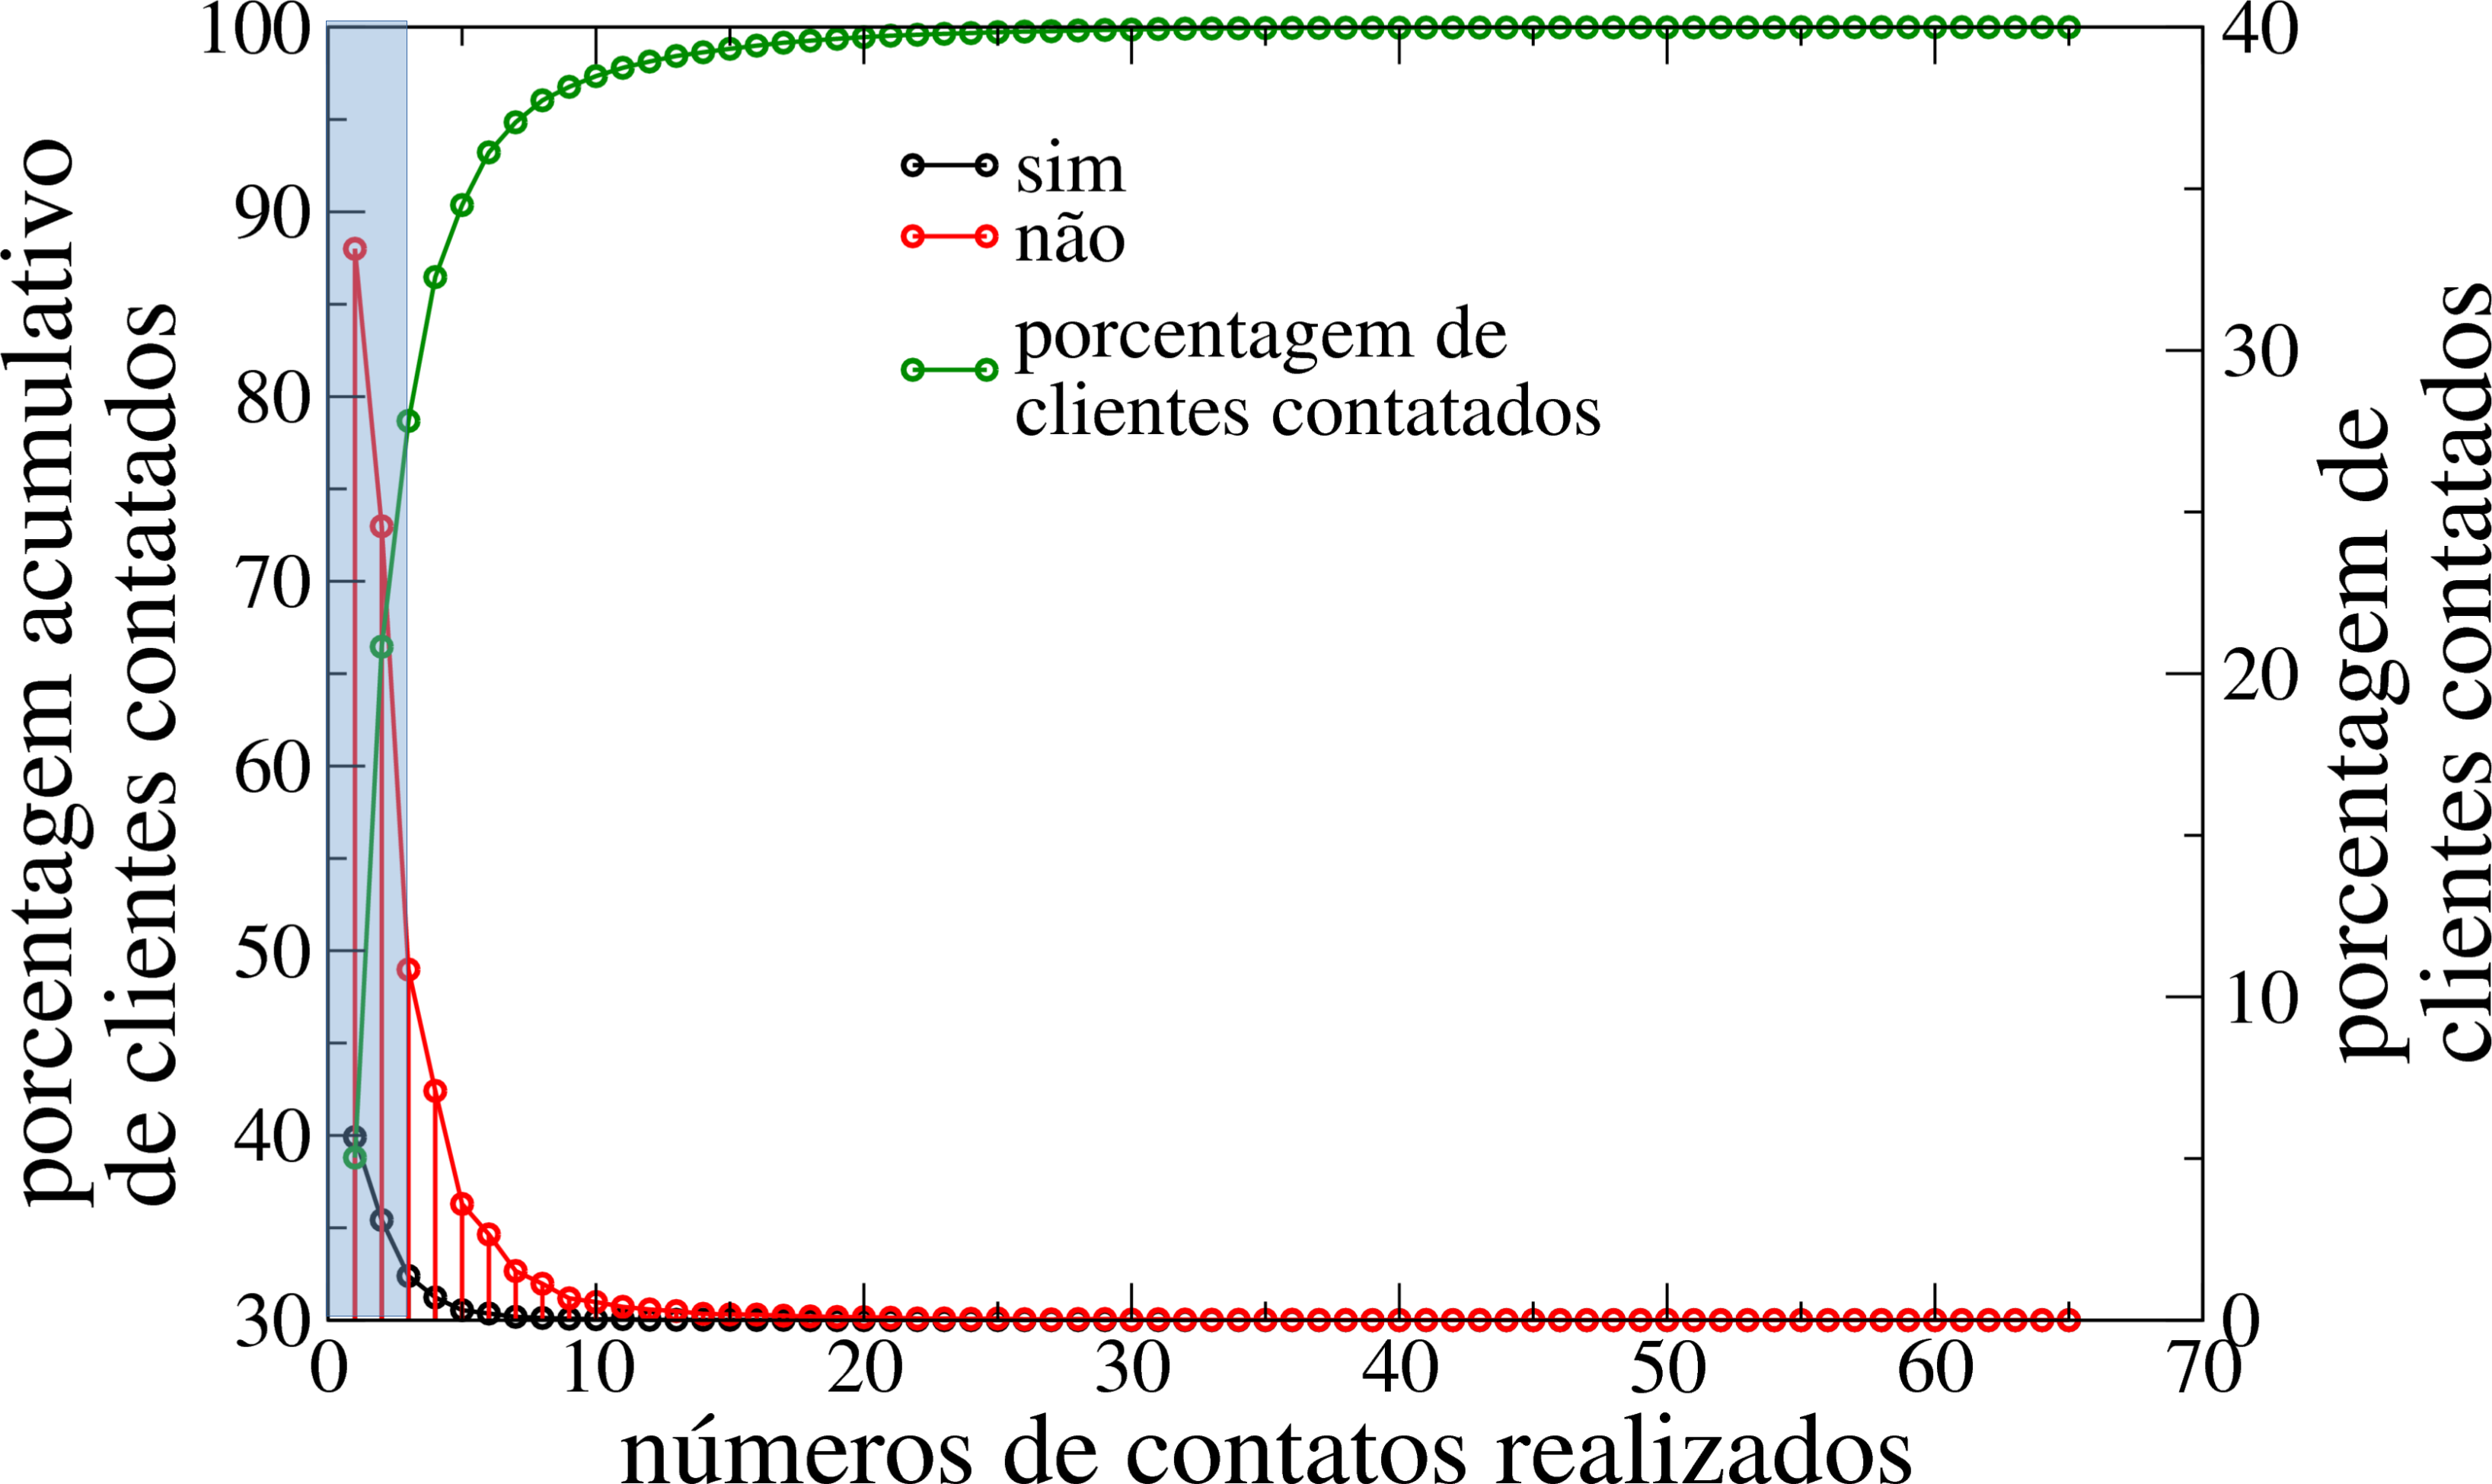 porcentagem acumulativo
de clientes contatados
100
90
80
70
60
50
40
30
sim
não
porcentagem de
clientes contatados
40
30
20
10
0
porcentagem de
clientes contatados
0 10 20 30 40 50 60 70
números de contatos realizados